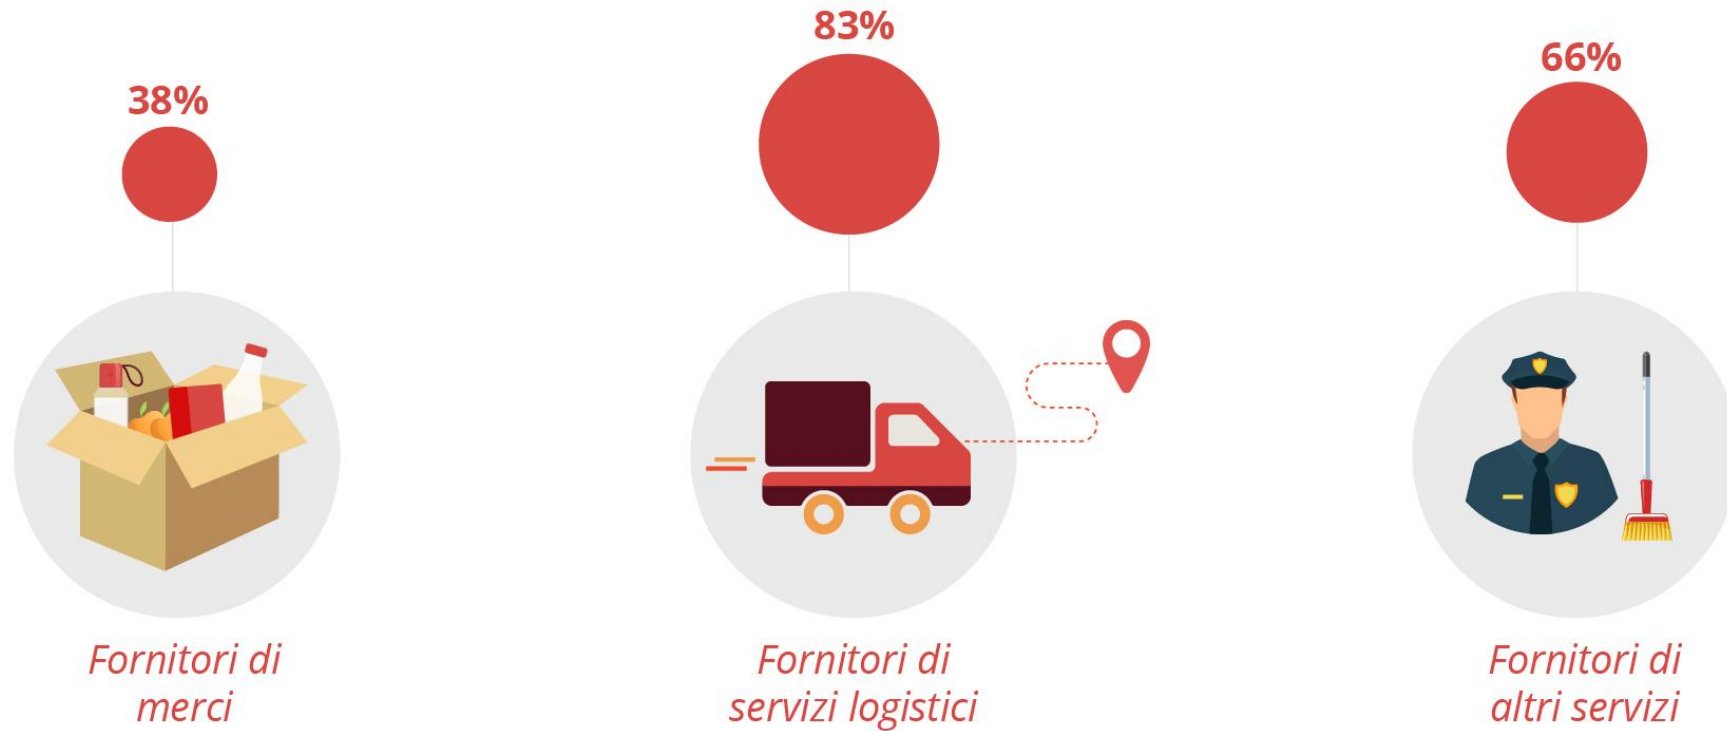 38%
Fornitori di
merci
83%
Fornitori di
servizi logistici
66%
Fornitori di
altri servizi